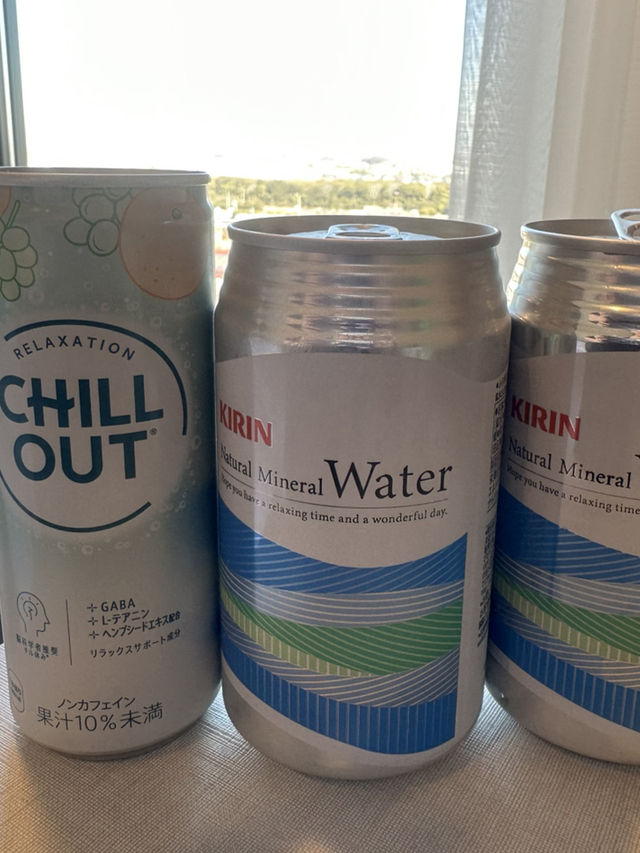 RELAXATION
CHILL
OUT®
GABA
L-テアニン
ヘンプシードエキス配合
リラックスサポート成分
ノンカフェイン
果汁10%未満
KIRIN
Natural Mineral Water
Hope you have a relaxing time and a wonderful day.
KIRIN
Natural Mineral
Hope you have a relaxing time